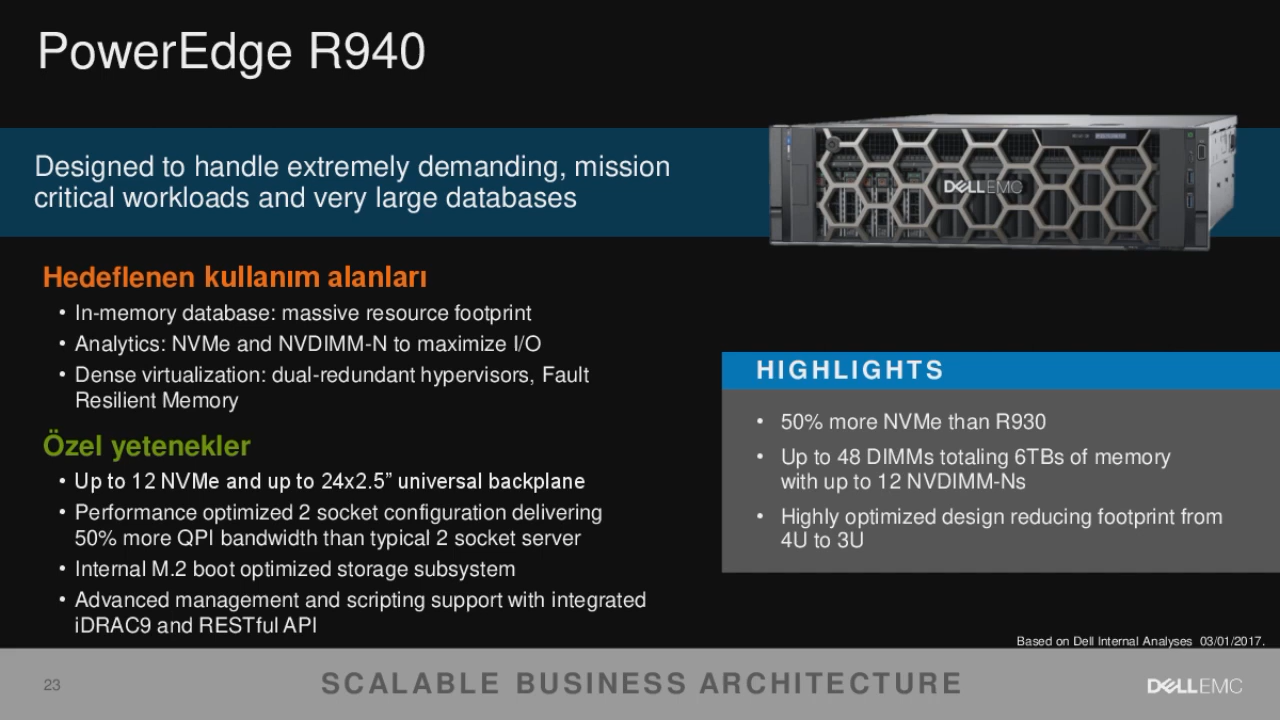 PowerEdge R940
Designed to handle extremely demanding, mission
critical workloads and very large databases
DELLEMC
Hedeflenen kullanım alanları
• In-memory database: massive resource footprint
• Analytics: NVMe and NVDIMM-N to maximize I/O
• Dense virtualization: dual-redundant hypervisors, Fault
Resilient Memory
Özel yetenekler
• Up to 12 NVMe and up to 24x2.5” universal backplane
• Performance optimized 2 socket configuration delivering
50% more QPI bandwidth than typical 2 socket server
• Internal M.2 boot optimized storage subsystem
• Advanced management and scripting support with integrated
iDRAC9 and RESTful API
HIGHLIGHTS
• 50% more NVMe than R930
• Up to 48 DIMMs totaling 6TBs of memory
with up to 12 NVDIMM-Ns
• Highly optimized design reducing footprint from
4U to 3U
Based on Dell Internal Analyses 03/01/2017.
23
SCALABLE BUSINESS ARCHITECTURE
DELLEMC